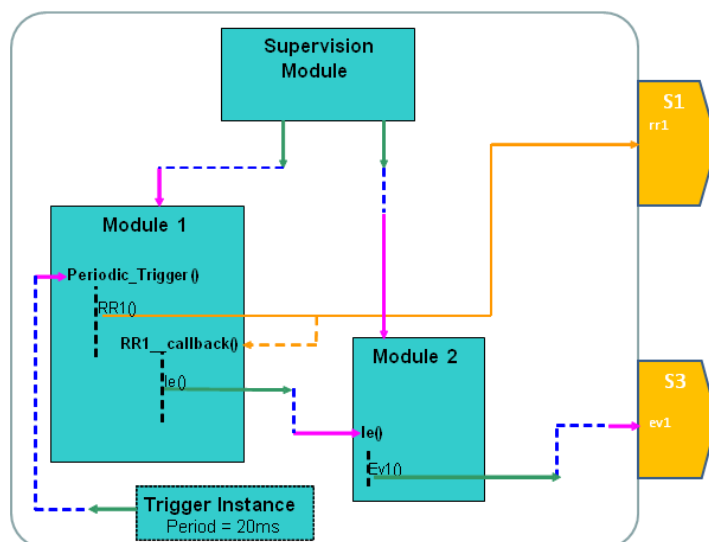 Supervision
Module
S1
rr1
Module 1
Periodic_Trigger()
RR1()
RR1__callback()
Ie()
Module 2
Ie()
Ev1()
S3
ev1
Trigger Instance
Period = 20ms